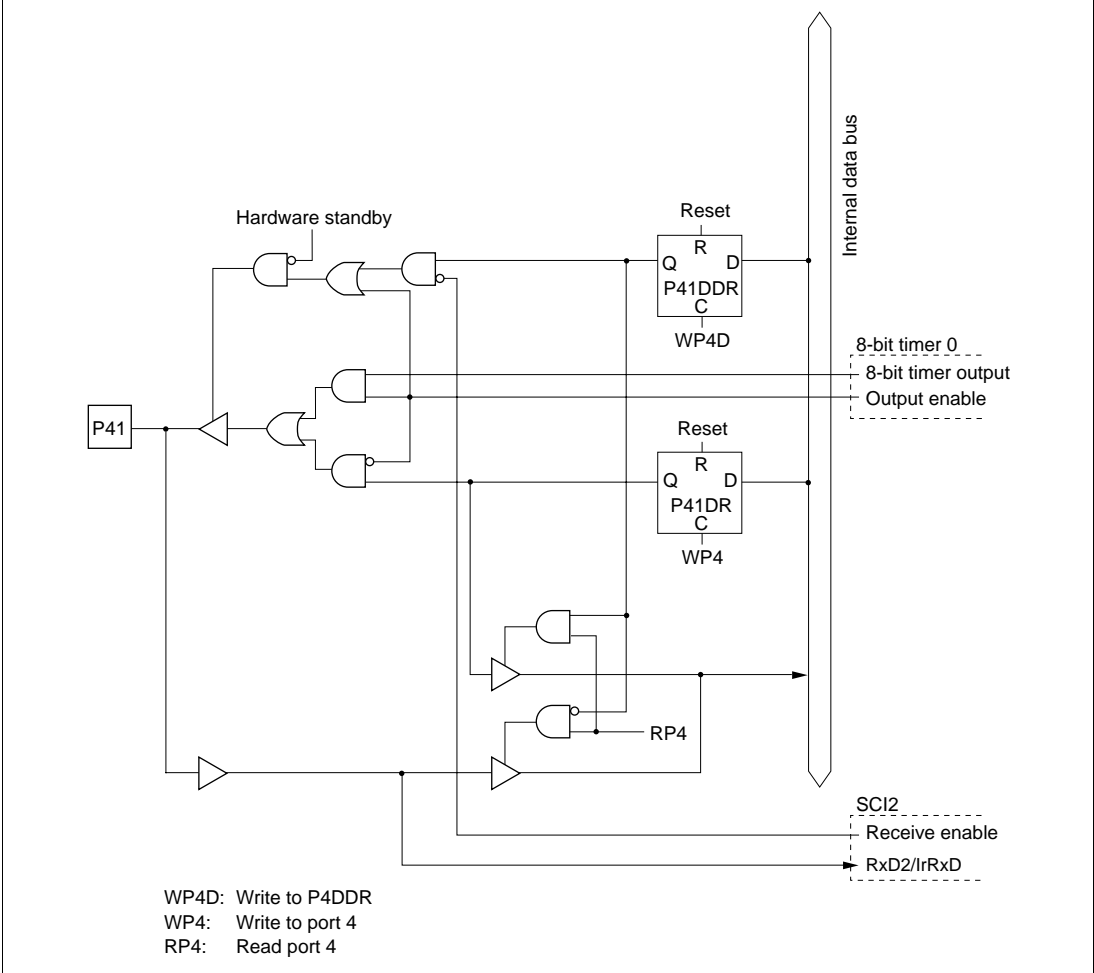 Internal data bus
Hardware standby
Reset
R
Q D
P41DDR
C
WP4D
8-bit timer 0
8-bit timer output
Output enable
P41
Reset
R
Q D
P41DR
C
WP4
RP4
SCI2
Receive enable
RxD2/IrRxD
WP4D: Write to P4DDR
WP4: Write to port 4
RP4: Read port 4